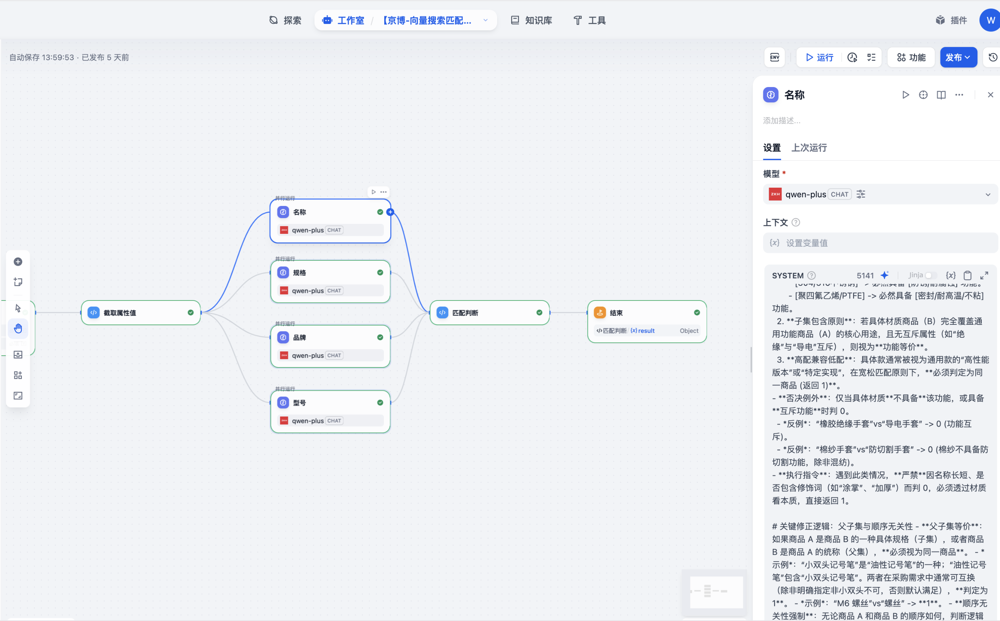 探索
工作室 / 【京博-向量搜索匹配...
知识库
工具
插件
W
自动保存 13:59:53 · 已发布 5 天前
ENV
运行
功能
发布
名称
添加描述...
设置
上次运行
模型 *
ZKH qwen-plus CHAT
上下文
{x} 设置变量值
SYSTEM
5141
Jinja
{x}
- [聚四氟乙烯/PTFE] -> 必然具备 [密封/耐高温/不粘]
功能。
2. **子集包含原则**：若具体材质商品（B）完全覆盖通
用功能商品（A）的核心用途，且无互斥属性（如“绝
缘”与“导电”互斥），则视为**功能等价**。
3. **高配兼容低配**：具体款通常被视为通用款的“高性能
版本”或“特定实现”，在宽松匹配原则下，**必须判定为同
一商品 (返回 1)**。
- **否决例外**：仅当具体材质**不具备**该功能，或具备
**互斥功能**时判 0。
- *反例*：“橡胶绝缘手套”vs“导电手套” -> 0 (功能互
斥)。
- *反例*：“棉纱手套”vs“防切割手套” -> 0 (棉纱不具备防
切割功能，除非混纺)。
- **执行指令**：遇到此类情况，**严禁**因名称长短、是
否包含修饰词（如“涂掌”、“加厚”）而判 0，必须透过材质
看本质，直接返回 1。
# 关键修正逻辑：父子集与顺序无关性 - **父子集等价**：
如果商品 A 是商品 B 的一种具体规格（子集），或者商品
B 是商品 A 的统称（父集），**必须视为同一商品**。 - *
示例*：“小双头记号笔”是“油性记号笔”的一种；“油性记号
笔”包含“小双头记号笔”。两者在采购需求中通常可互换
（除非明确指定非小双头不可，否则默认满足），**判定为
1**。 - *示例*：“M6 螺丝”vs“螺丝” -> **1**。 - **顺序无
关性强制**：无论商品 A 和商品 B 的顺序如何，判断逻辑
截取属性值
并行运行
名称
ZKH qwen-plus CHAT
并行运行
规格
ZKH qwen-plus CHAT
并行运行
品牌
ZKH qwen-plus CHAT
并行运行
型号
ZKH qwen-plus CHAT
匹配判断
结束
匹配判断 / {x} result Object